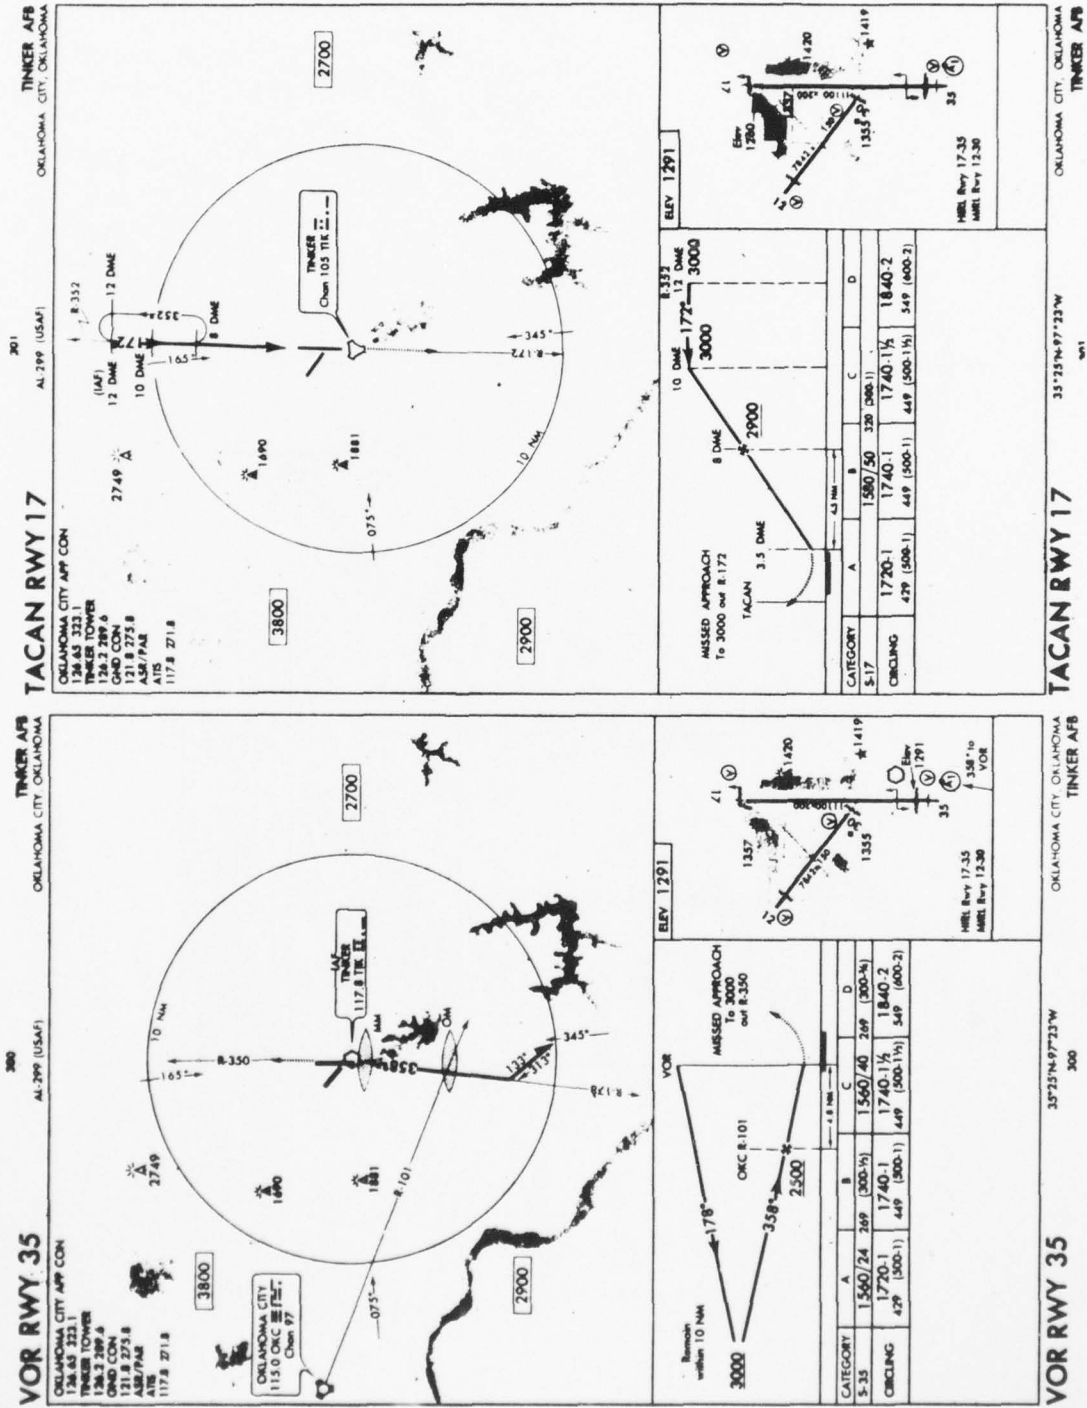 VOR RWY 35
380
AL-299 (USAF)
TINKER AFB
OKLAHOMA CITY, OKLAHOMA
OKLAHOMA CITY APP CON
126.65 323.1
TINKER TOWER
126.2 289.6
GND CON
121.8 275.8
ASR/PAR
ATIS
117.8 271.8
3800
2749
1690
1881
165°
R-350
10 NM
2700
IAF
TINKER
117.8 TIK
MM
OM
358°
133°
313°
345°
R-178
R-101
075°
OKLAHOMA CITY
115.0 OKC
Chan 97
2900
Remain
within 10 NM
3000
178°
358°
VOR
OKC R-101
2500
4.8 NM
MISSED APPROACH
To 3000
out R-350
CATEGORY A B C D
S-35 1560/24 269 (300-½) 1560/40 269 (300-¾)
CIRCLING 1720-1 1740-1 1740-1½ 1840-2
429 (500-1) 449 (500-1) 449 (500-1½) 549 (600-2)
ELEV 1291
17
1357
1420
1419
7842x150
11100x200
12
1355
Elev
1291
35
358° to
VOR
HIRL Rwy 17-35
MIRL Rwy 12-30
VOR RWY 35
35°25'N-97°23'W
300
OKLAHOMA CITY, OKLAHOMA
TINKER AFB
TACAN RWY 17
301
AL-299 (USAF)
TINKER AFB
OKLAHOMA CITY, OKLAHOMA
OKLAHOMA CITY APP CON
126.65 323.1
TINKER TOWER
126.2 289.6
GND CON
121.8 275.8
ASR/PAR
ATIS
117.8 271.8
R-352
(IAF)
12 DME
12 DME
10 DME
172
352°
8 DME
165°
2749
1690
1881
3800
2700
TINKER
Chan 105 TIK
345°
R-172
10 NM
075°
2900
MISSED APPROACH
To 3000 out R-172
TACAN
3.5 DME
8 DME
10 DME
R-352
12 DME
172°
3000
3000
2900
4.5 NM
CATEGORY A B C D
S-17 1580/50 320 (300-1)
CIRCLING 1720-1 1740-1 1740-1½ 1840-2
429 (500-1) 449 (500-1) 449 (500-1½) 549 (600-2)
ELEV 1291
17
Elev
1280
1420
1419
11100x200
12
1355
35
HIRL Rwy 17-35
MIRL Rwy 12-30
TACAN RWY 17
35°25'N-97°23'W
301
OKLAHOMA CITY, OKLAHOMA
TINKER AFB